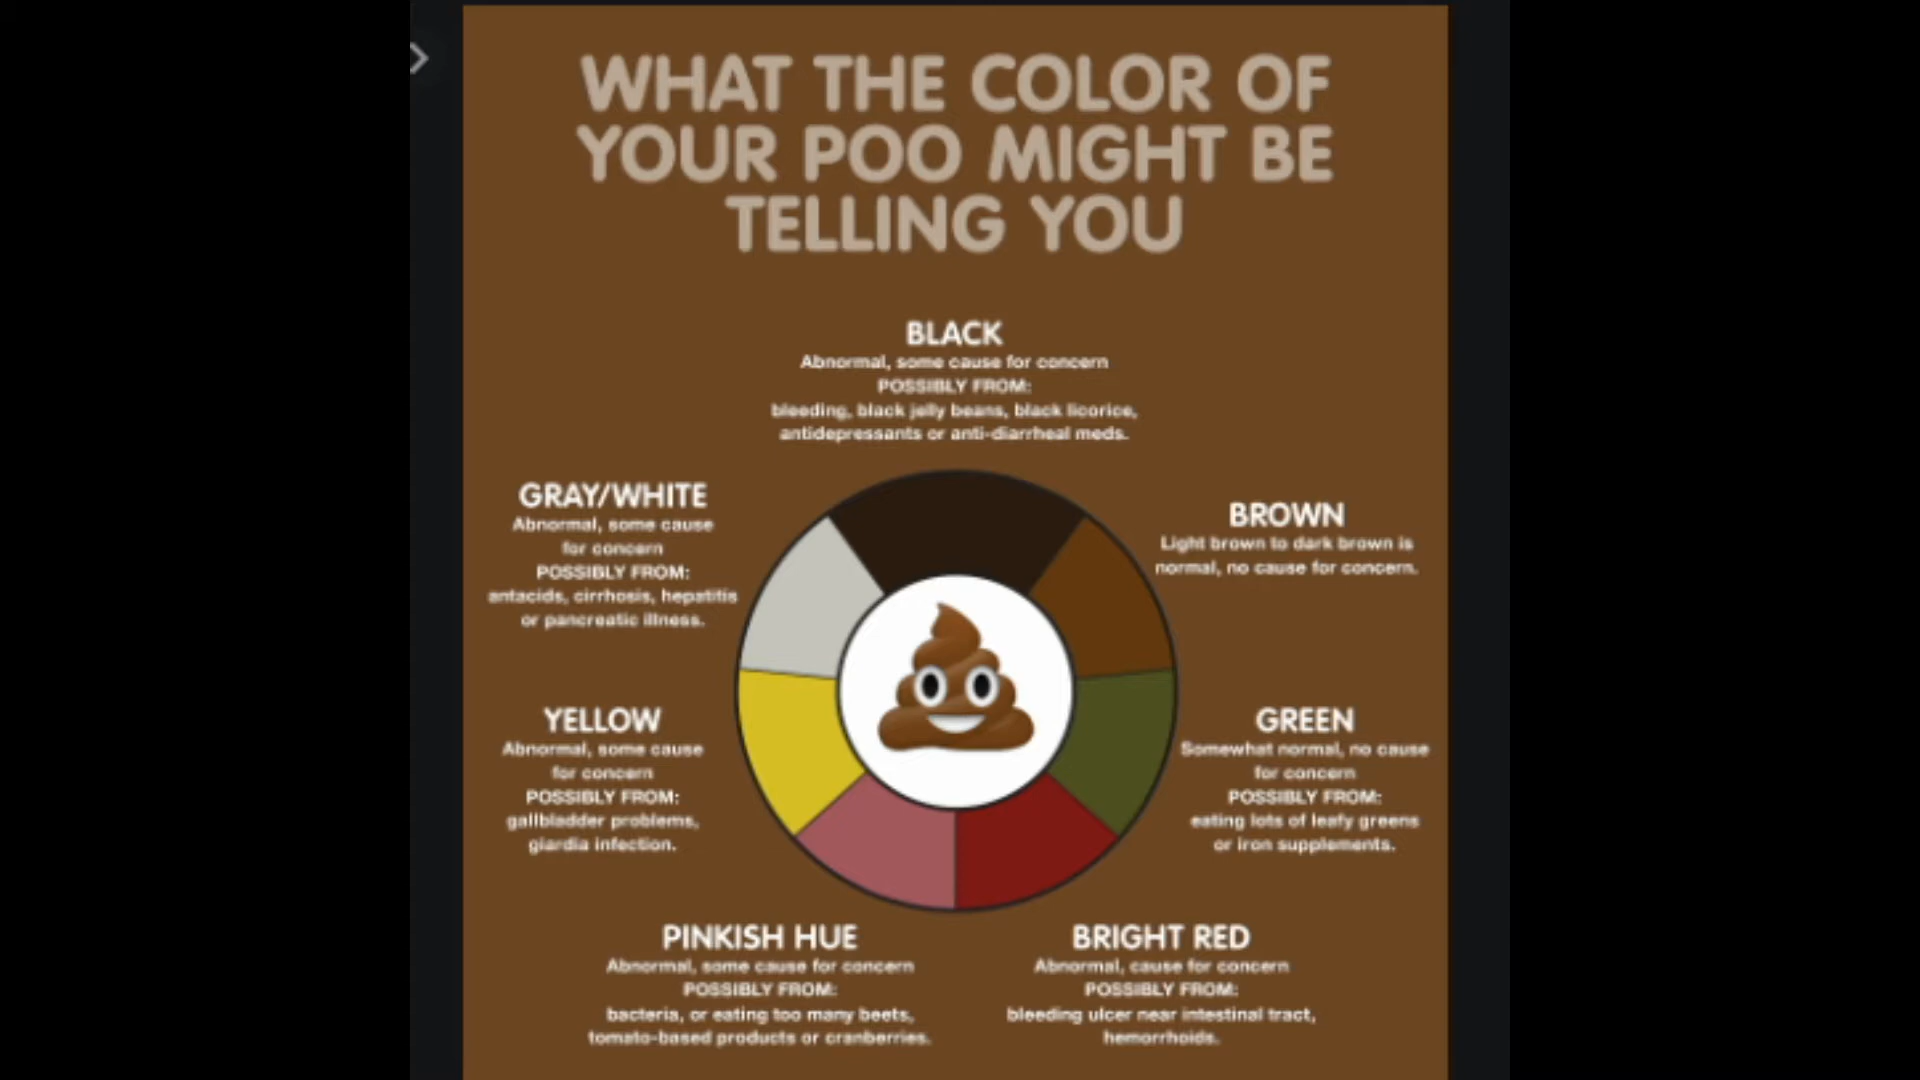 WHAT THE COLOR OF
YOUR POO MIGHT BE
TELLING YOU
BLACK
Abnormal, some cause for concern
POSSIBLY FROM:
bleeding, black jelly beans, black licorice,
antidepressants or anti-diarrheal meds.
GRAY/WHITE
Abnormal, some cause
for concern
POSSIBLY FROM:
antacids, cirrhosis, hepatitis
or pancreatic illness.
BROWN
Light brown to dark brown is
normal, no cause for concern.
YELLOW
Abnormal, some cause
for concern
POSSIBLY FROM:
gallbladder problems,
giardia infection.
GREEN
Somewhat normal, no cause
for concern
POSSIBLY FROM:
eating lots of leafy greens
or iron supplements.
PINKISH HUE
Abnormal, some cause for concern
POSSIBLY FROM:
bacteria, or eating too many beets,
tomato-based products or cranberries.
BRIGHT RED
Abnormal, cause for concern
POSSIBLY FROM:
bleeding ulcer near intestinal tract,
hemorrhoids.